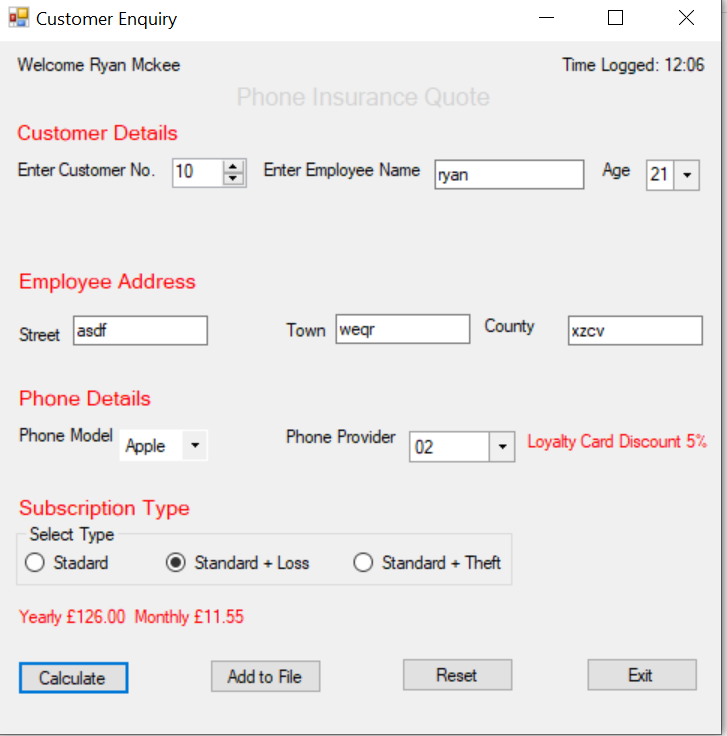 Customer Enquiry
Welcome Ryan Mckee Time Logged: 12:06
Phone Insurance Quote
Customer Details
Enter Customer No. 10 Enter Employee Name ryan Age 21
Employee Address
Street asdf Town weqr County xzcv
Phone Details
Phone Model Apple Phone Provider 02 Loyalty Card Discount 5%
Subscription Type
Select Type
Stadard Standard + Loss Standard + Theft
Yearly £126.00 Monthly £11.55
Calculate Add to File Reset Exit